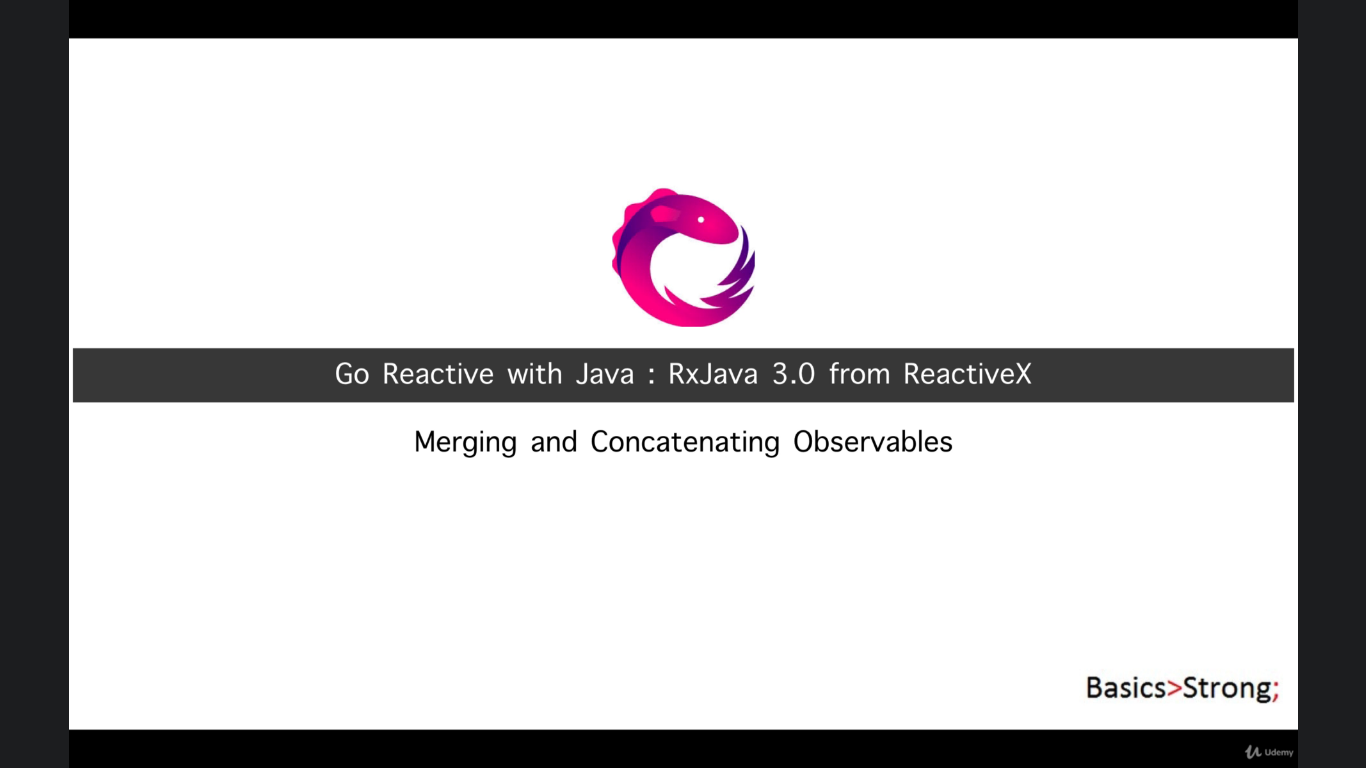 Go Reactive with Java : RxJava 3.0 from ReactiveX
Merging and Concatenating Observables
Basics>Strong;
Udemy